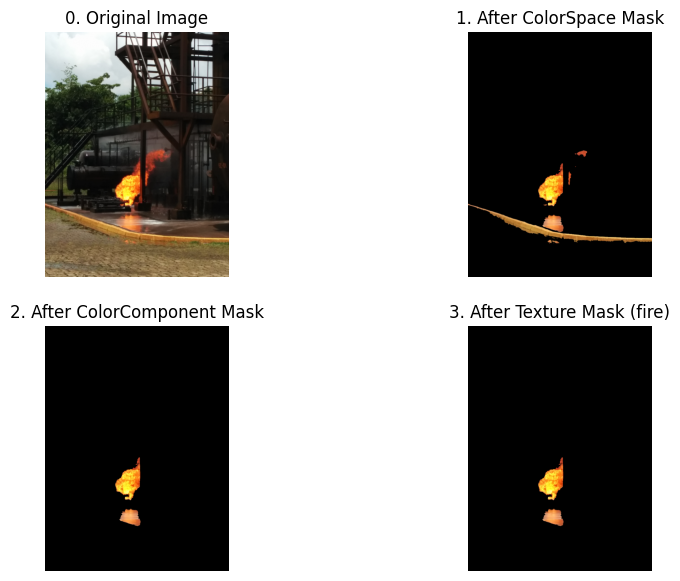 0. Original Image
1. After ColorSpace Mask
2. After ColorComponent Mask
3. After Texture Mask (fire)